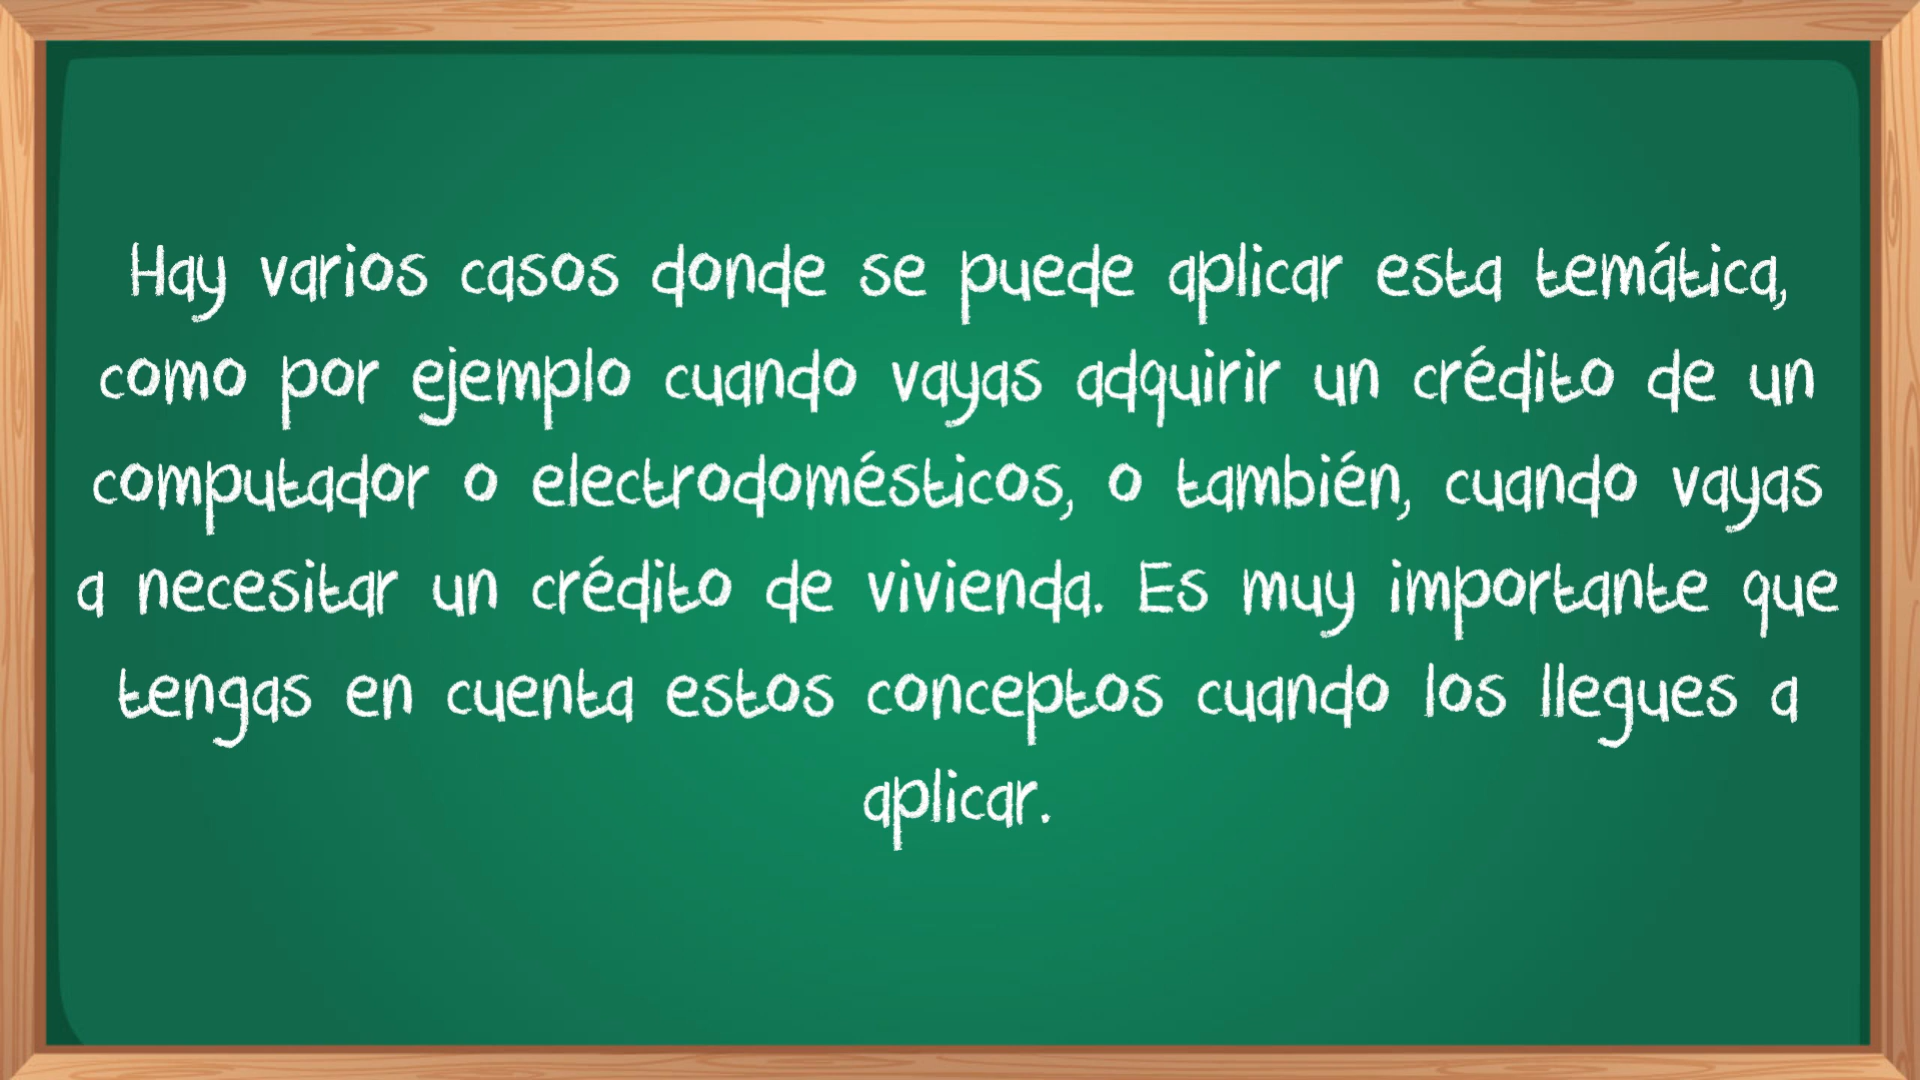 Hay varios casos donde se puede aplicar esta temática,
como por ejemplo cuando vayas adquirir un crédito de un
computador o electrodomésticos, o también, cuando vayas
a necesitar un crédito de vivienda. Es muy importante que
tengas en cuenta estos conceptos cuando los llegues a
aplicar.